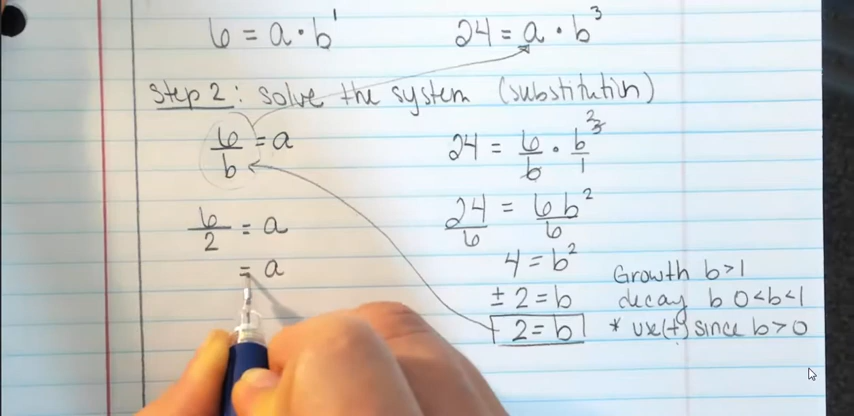 6 = a · b¹
24 = a · b³
Step 2: solve the system (substitution)
6/b = a
24 = 6/b · b³/1
2
6/2 = a
24/6 = 6b²/6
= a
4 = b²
± 2 = b
2 = b
Growth b>1
decay b 0<b<1
* use(+) since b>0